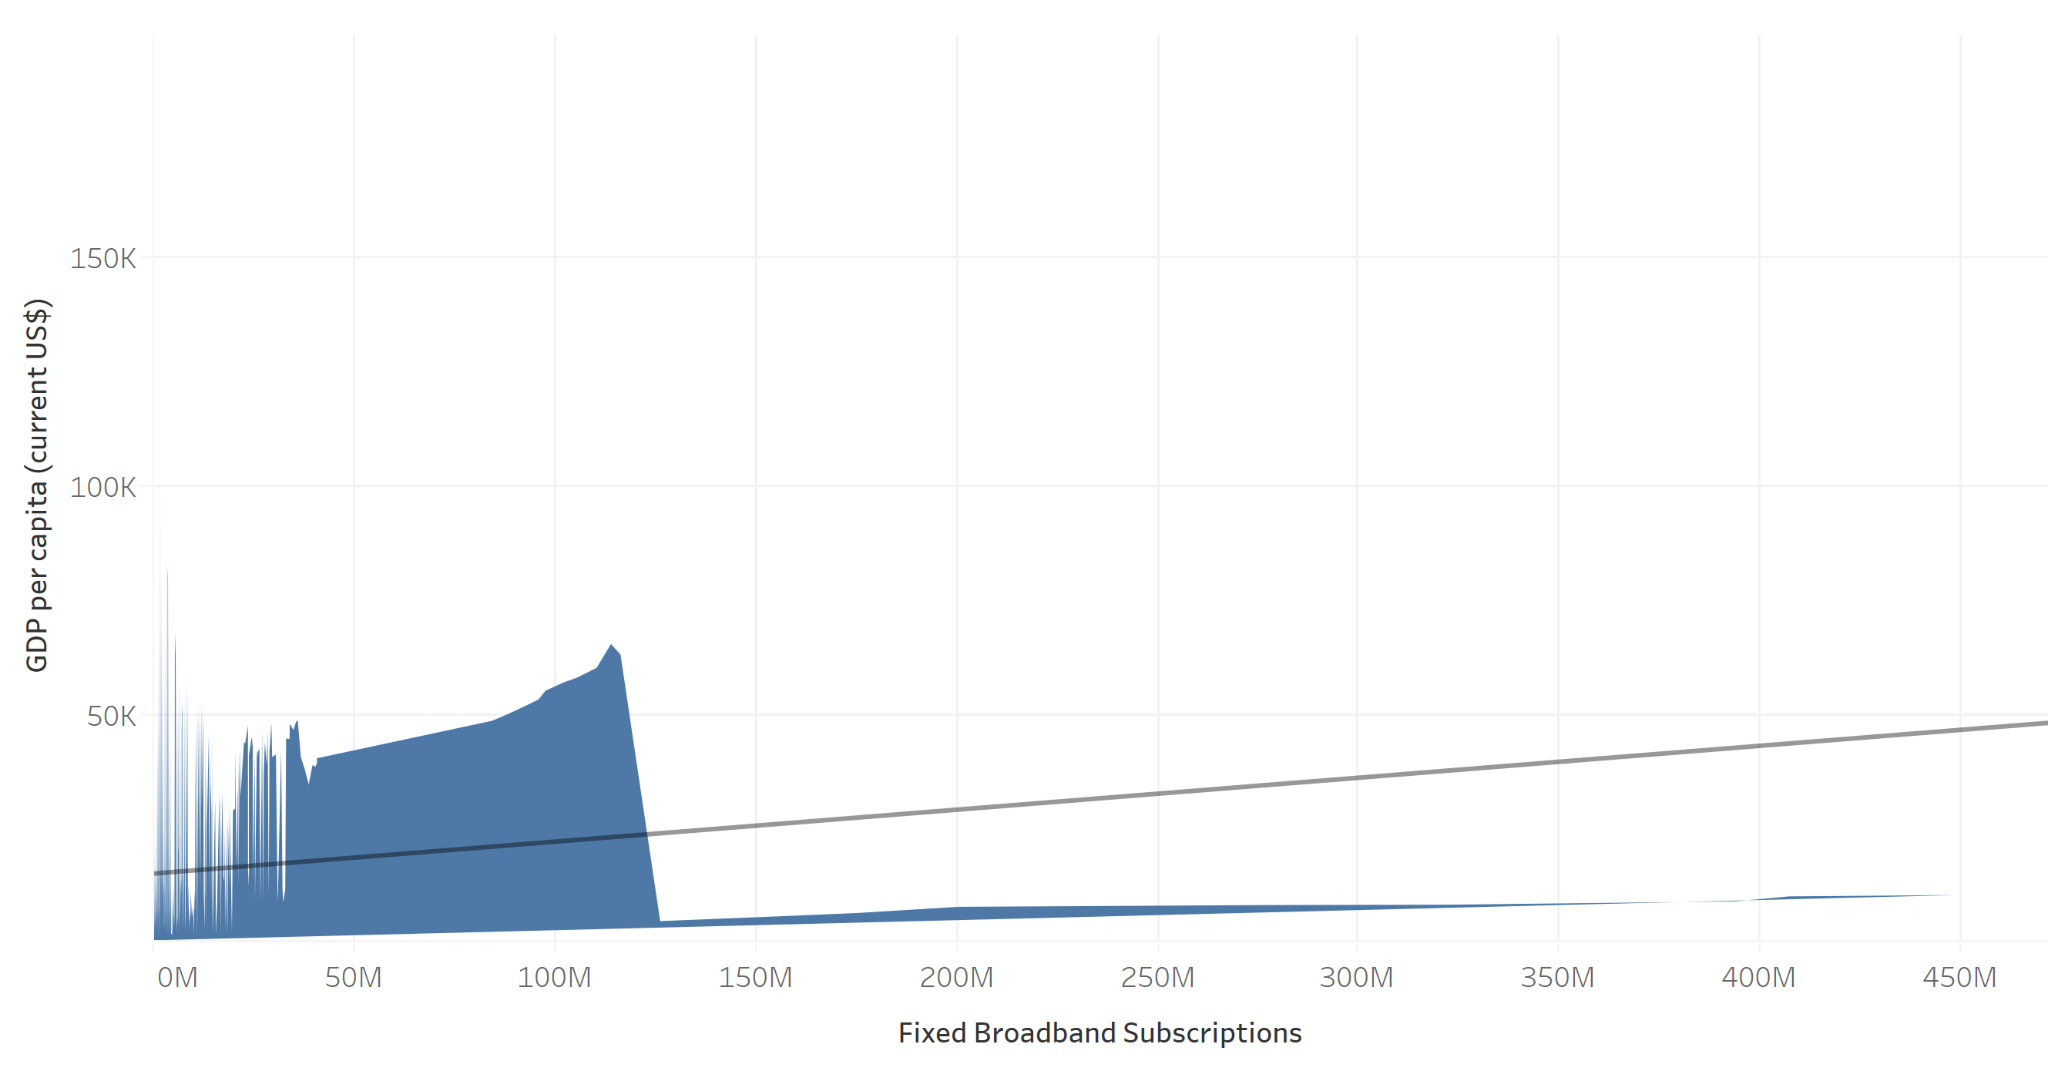 GDP per capita (current US$)
150K
100K
50K
0M
50M
100M
150M
200M
250M
300M
350M
400M
450M
Fixed Broadband Subscriptions